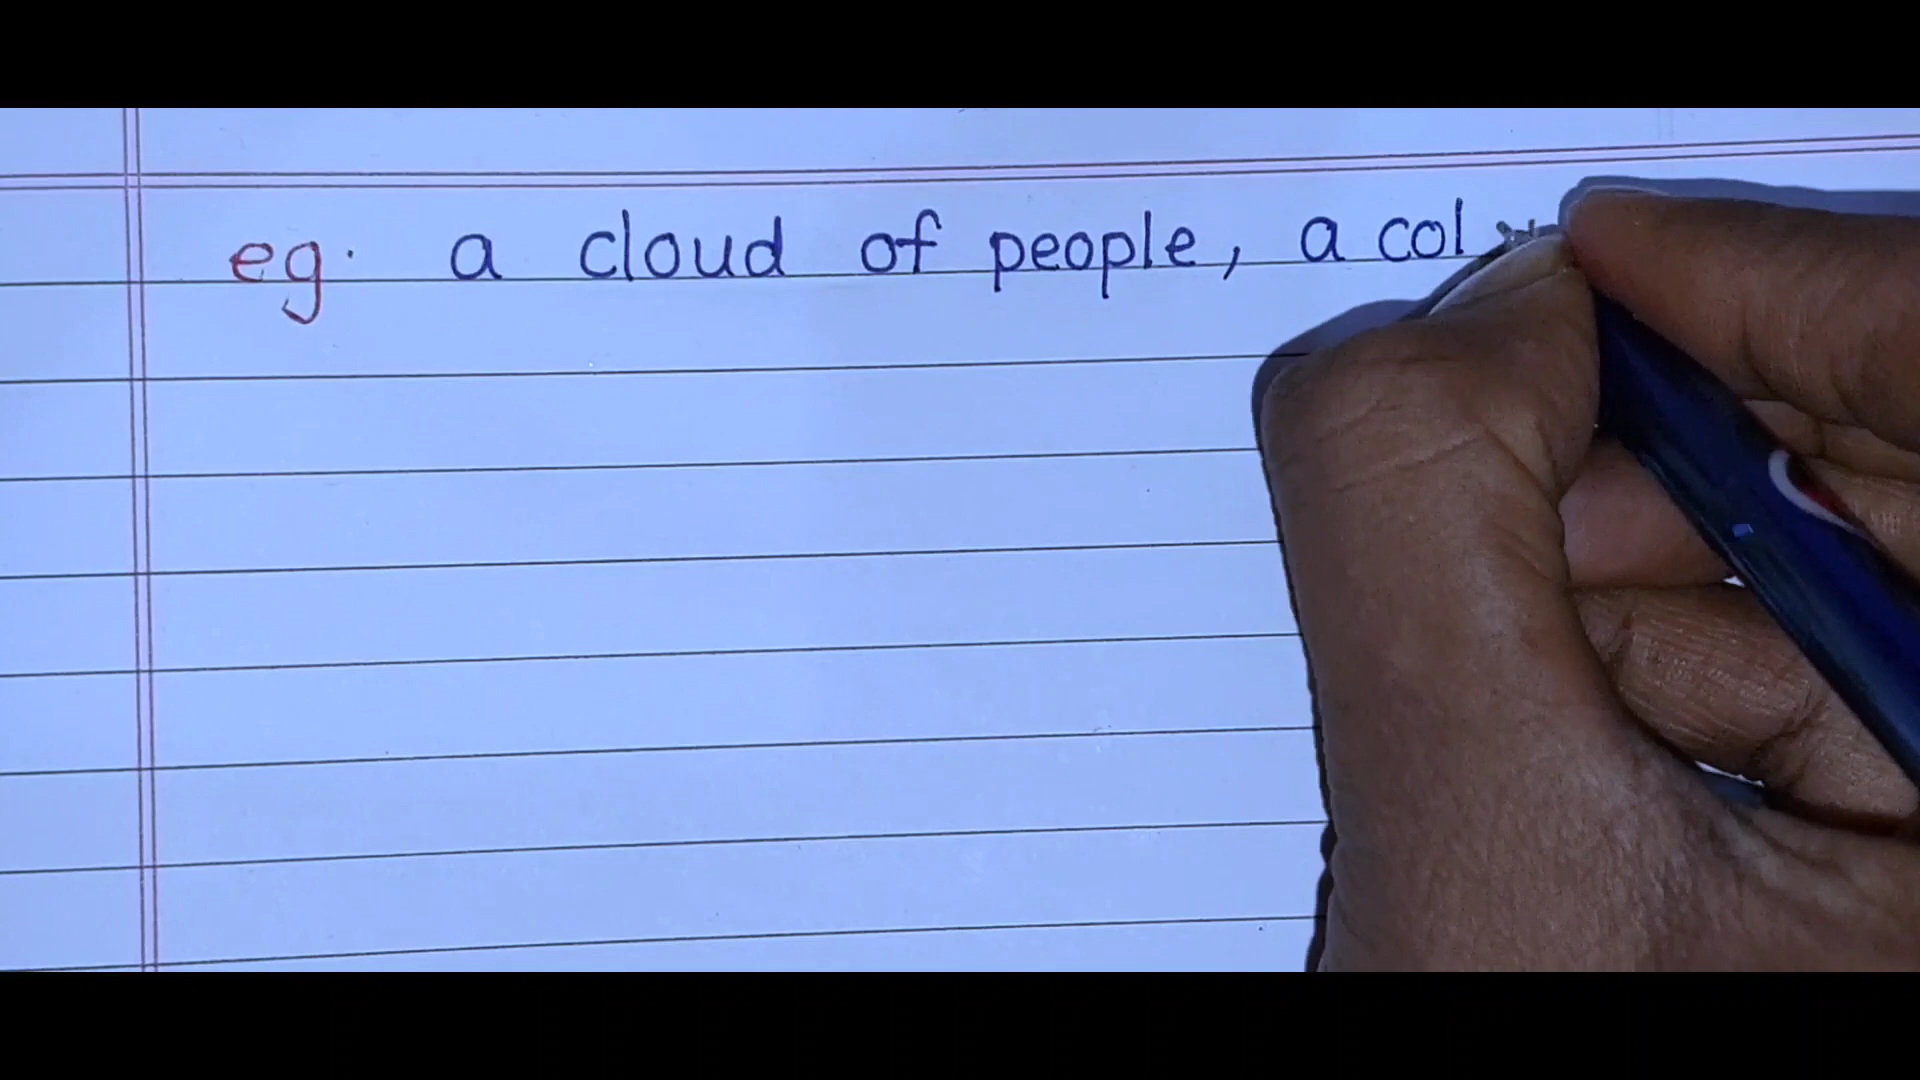 eg. a cloud of people, a col